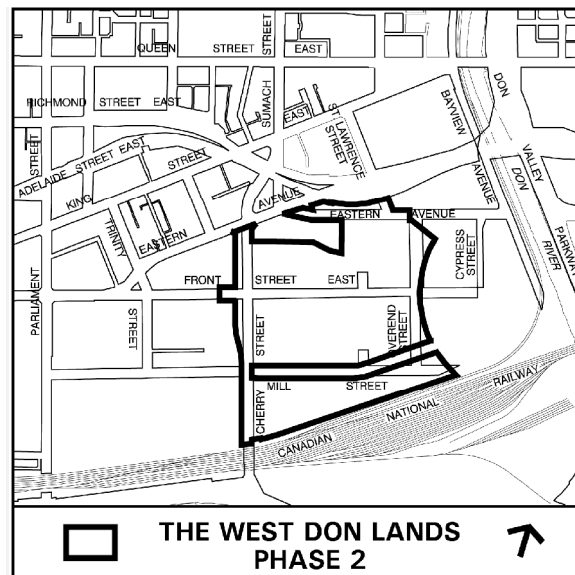 QUEEN STREET EAST
STREET
RICHMOND STREET EAST
SUMACH
EAST
ST LAWRENCE
STREET
BAYVIEW
AVENUE
DON
VALLEY
PARKWAY
DON
RIVER
STREET
PARLIAMENT
ADELAIDE STREET EAST
KING STREET
TRINITY
STREET
EASTERN
AVENUE
EASTERN AVENUE
CYPRESS
STREET
FRONT STREET EAST
STREET
CHERRY
STREET
MILL STREET
CANADIAN NATIONAL RAILWAY
THE WEST DON LANDS
PHASE 2